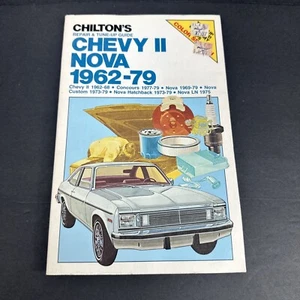 CHILTON'S
REPAIR & TUNE-UP GUIDE
CHEVY II
NOVA
1962-79
Chevy II 1962-68 • Concours 1977-79 • Nova 1969-79 • Nova
Custom 1973-79 • Nova Hatchback 1973-79 • Nova LN 1975
COLOR